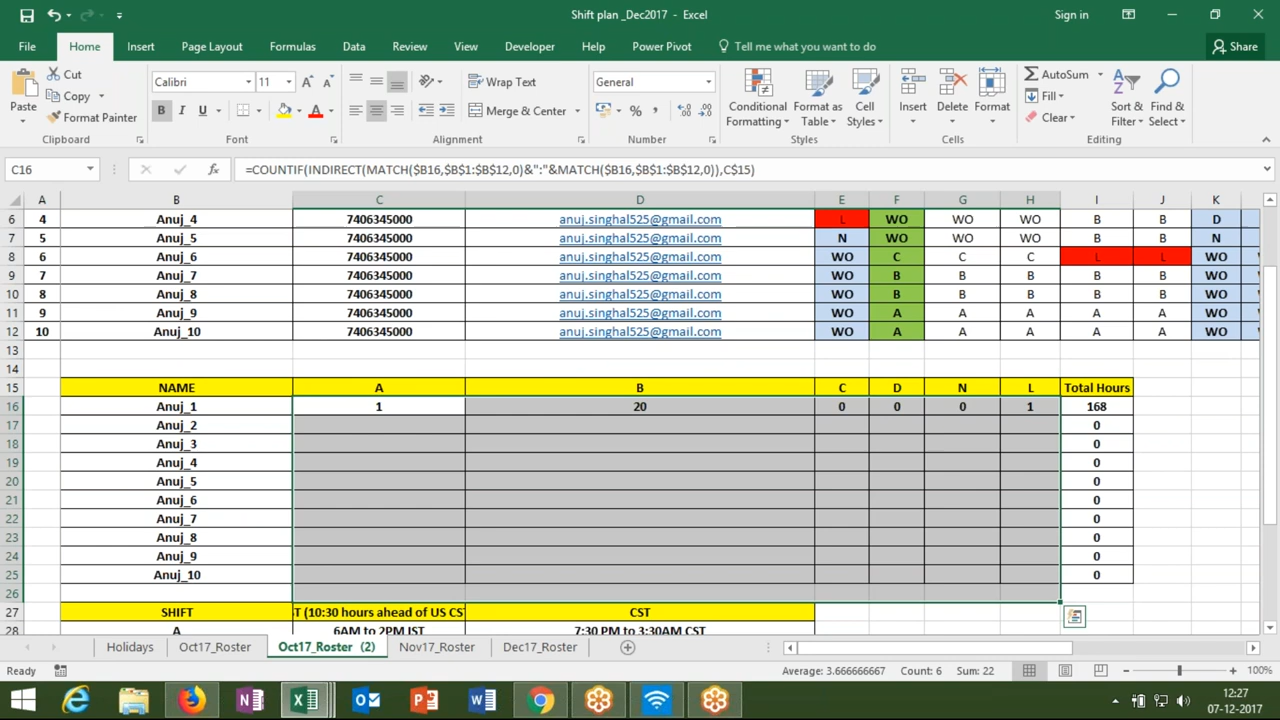 Shift plan _Dec2017 - Excel
Sign in
File Home Insert Page Layout Formulas Data Review View Developer Help Power Pivot Tell me what you want to do Share
Paste
Cut
Copy
Format Painter
Calibri 11
B I U
Wrap Text
Merge & Center
General
Conditional Formatting
Format as Table
Cell Styles
Insert Delete Format
AutoSum
Fill
Clear
Sort & Filter
Find & Select
Clipboard Font Alignment Number Styles Cells Editing
C16 fx =COUNTIF(INDIRECT(MATCH($B16,$B$1:$B$12,0)&":"&MATCH($B16,$B$1:$B$12,0)),C$15)
A B C D E F G H I J K
6 4 Anuj_4 7406345000 anuj.singhal525@gmail.com L WO WO WO B B D
7 5 Anuj_5 7406345000 anuj.singhal525@gmail.com N WO WO WO B B N
8 6 Anuj_6 7406345000 anuj.singhal525@gmail.com WO C C C L L WO
9 7 Anuj_7 7406345000 anuj.singhal525@gmail.com WO B B B B B WO
10 8 Anuj_8 7406345000 anuj.singhal525@gmail.com WO B B B B B WO
11 9 Anuj_9 7406345000 anuj.singhal525@gmail.com WO A A A A A WO
12 10 Anuj_10 7406345000 anuj.singhal525@gmail.com WO A A A A A WO
13
14
15 NAME A B C D N L Total Hours
16 Anuj_1 1 20 0 0 0 1 168
17 Anuj_2 0
18 Anuj_3 0
19 Anuj_4 0
20 Anuj_5 0
21 Anuj_6 0
22 Anuj_7 0
23 Anuj_8 0
24 Anuj_9 0
25 Anuj_10 0
26
27 SHIFT T (10:30 hours ahead of US CST CST
28 A 6AM to 2PM IST 7:30 PM to 3:30AM CST
Holidays Oct17_Roster Oct17_Roster (2) Nov17_Roster Dec17_Roster
Ready Average: 3.666666667 Count: 6 Sum: 22 100%
12:27
07-12-2017